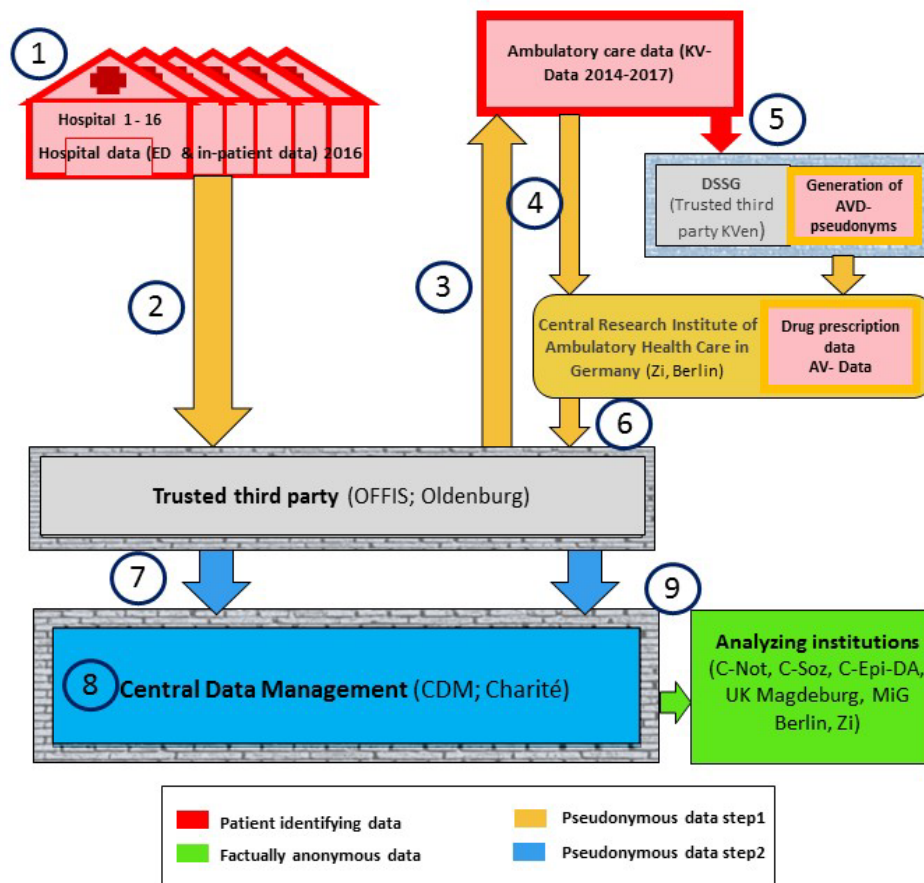 1
Hospital 1 - 16
Hospital data (ED & in-patient data) 2016
2
3
4
Ambulatory care data (KV-
Data 2014-2017)
5
DSSG
(Trusted third
party KVen)
Generation of
AVD-
pseudonyms
Central Research Institute of
Ambulatory Health Care in
Germany (Zi, Berlin)
Drug prescription
data
AV- Data
6
Trusted third party (OFFIS; Oldenburg)
7
8
Central Data Management (CDM; Charité)
9
Analyzing institutions
(C-Not, C-Soz, C-Epi-DA,
UK Magdeburg, MiG
Berlin, Zi)
Patient identifying data
Factually anonymous data
Pseudonymous data step1
Pseudonymous data step2